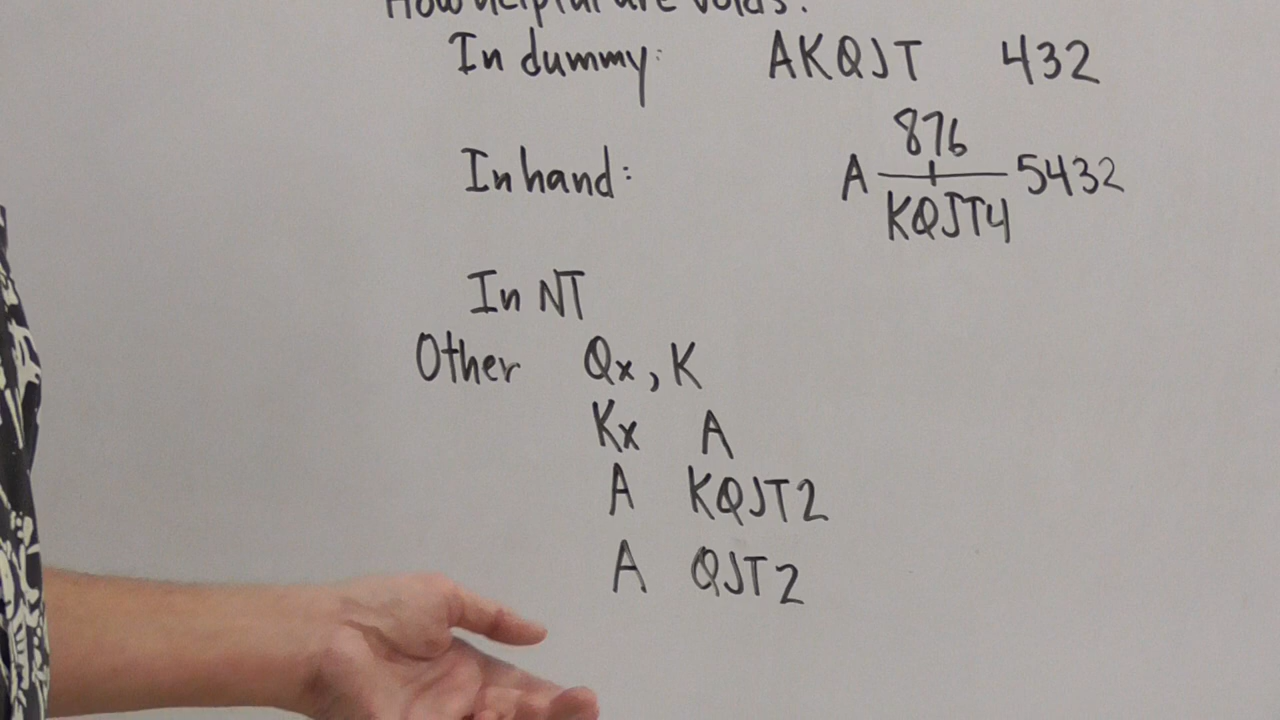 How helpful are voids?
In dummy: AKQJT 432
876
In hand: A 5432
KQJT4
In NT
Other Qx, K
Kx A
A KQJT2
A QJT2